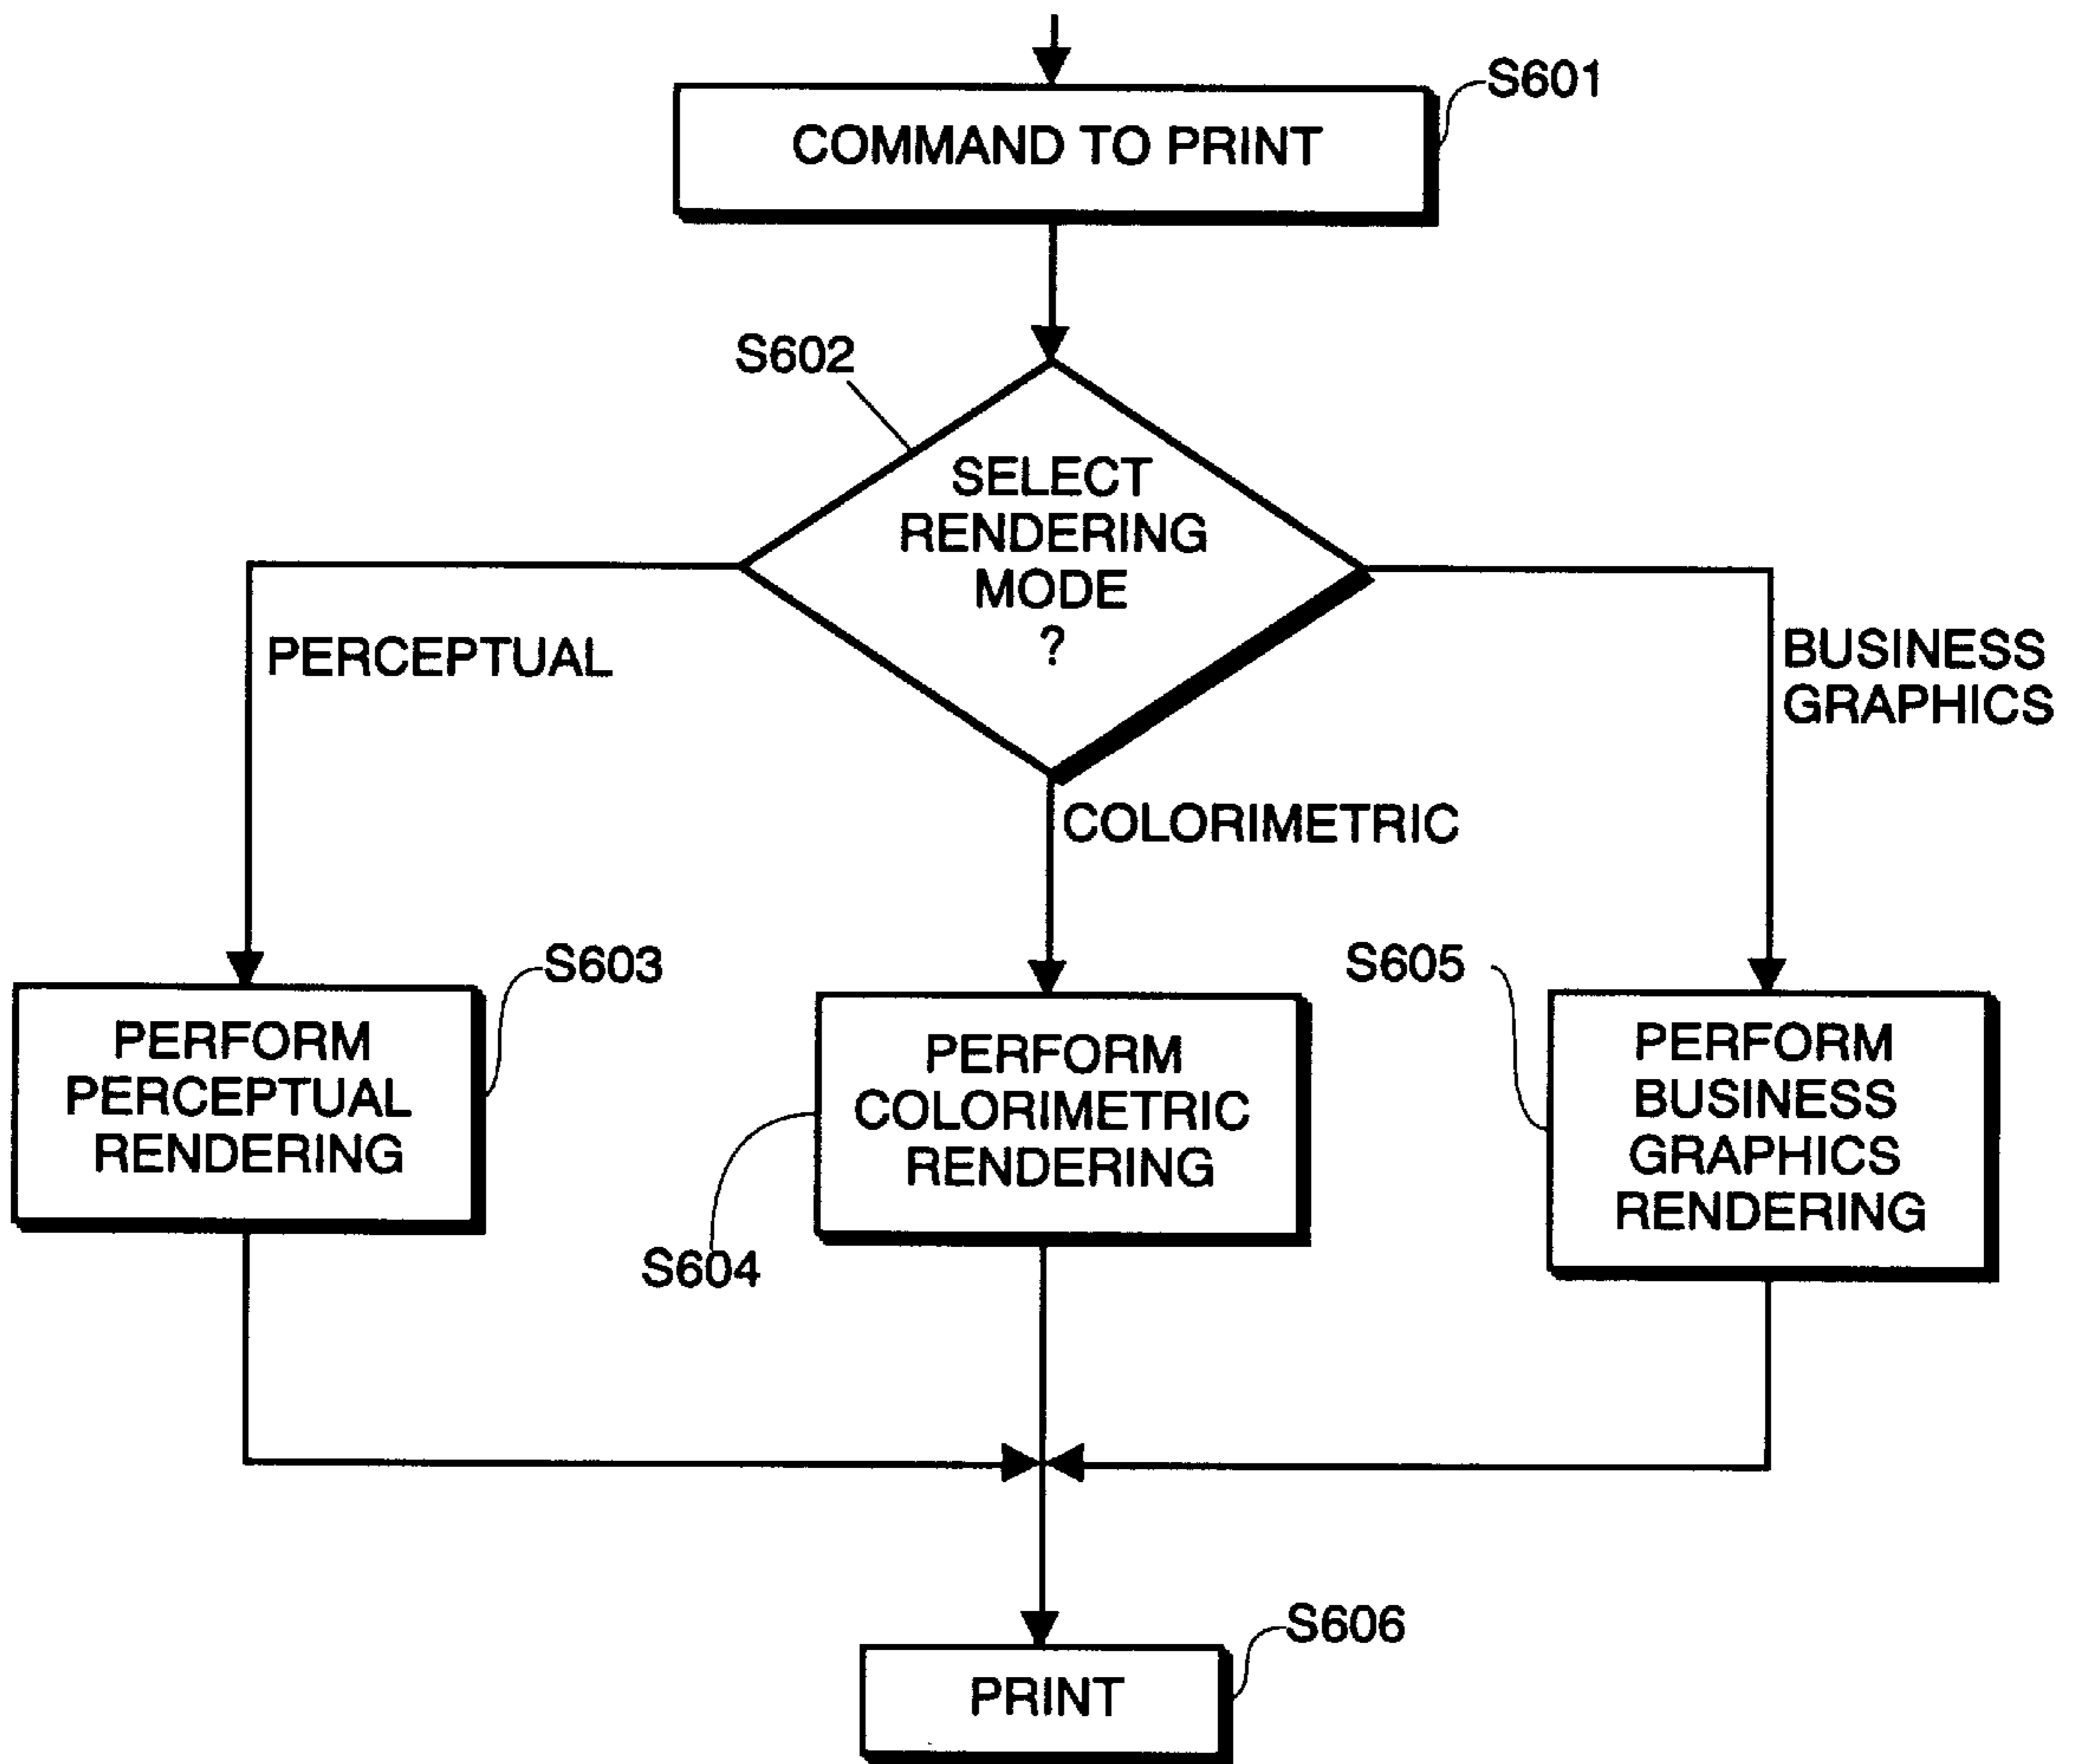 S601
COMMAND TO PRINT
S602
SELECT
RENDERING
MODE
?
PERCEPTUAL
BUSINESS
GRAPHICS
COLORIMETRIC
S603
S605
PERFORM
PERCEPTUAL
RENDERING
PERFORM
COLORIMETRIC
RENDERING
PERFORM
BUSINESS
GRAPHICS
RENDERING
S604
S606
PRINT